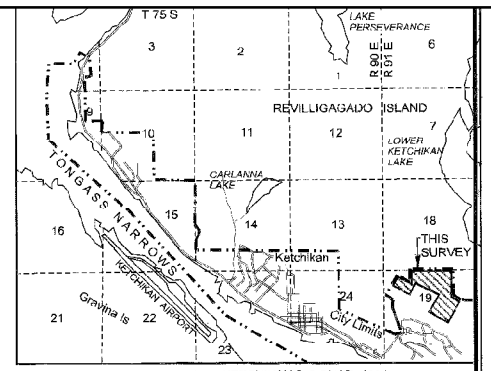 T 75 S
LAKE
PERSEVERANCE
3
2
1
R 90 E
R 91 E
6
REVILLIGAGADO ISLAND
9
10
11
12
7
LOWER
KETCHIKAN
LAKE
CARLANNA
LAKE
TONGASS NARROWS
16
15
14
13
18
THIS
SURVEY
Ketchikan
KETCHIKAN AIRPORT
Gravina Is
21
22
23
24
City Limits
19